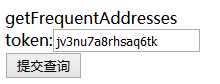 getFrequentAddresses
token: jv3nu7a8rhsaq6tk
提交查询